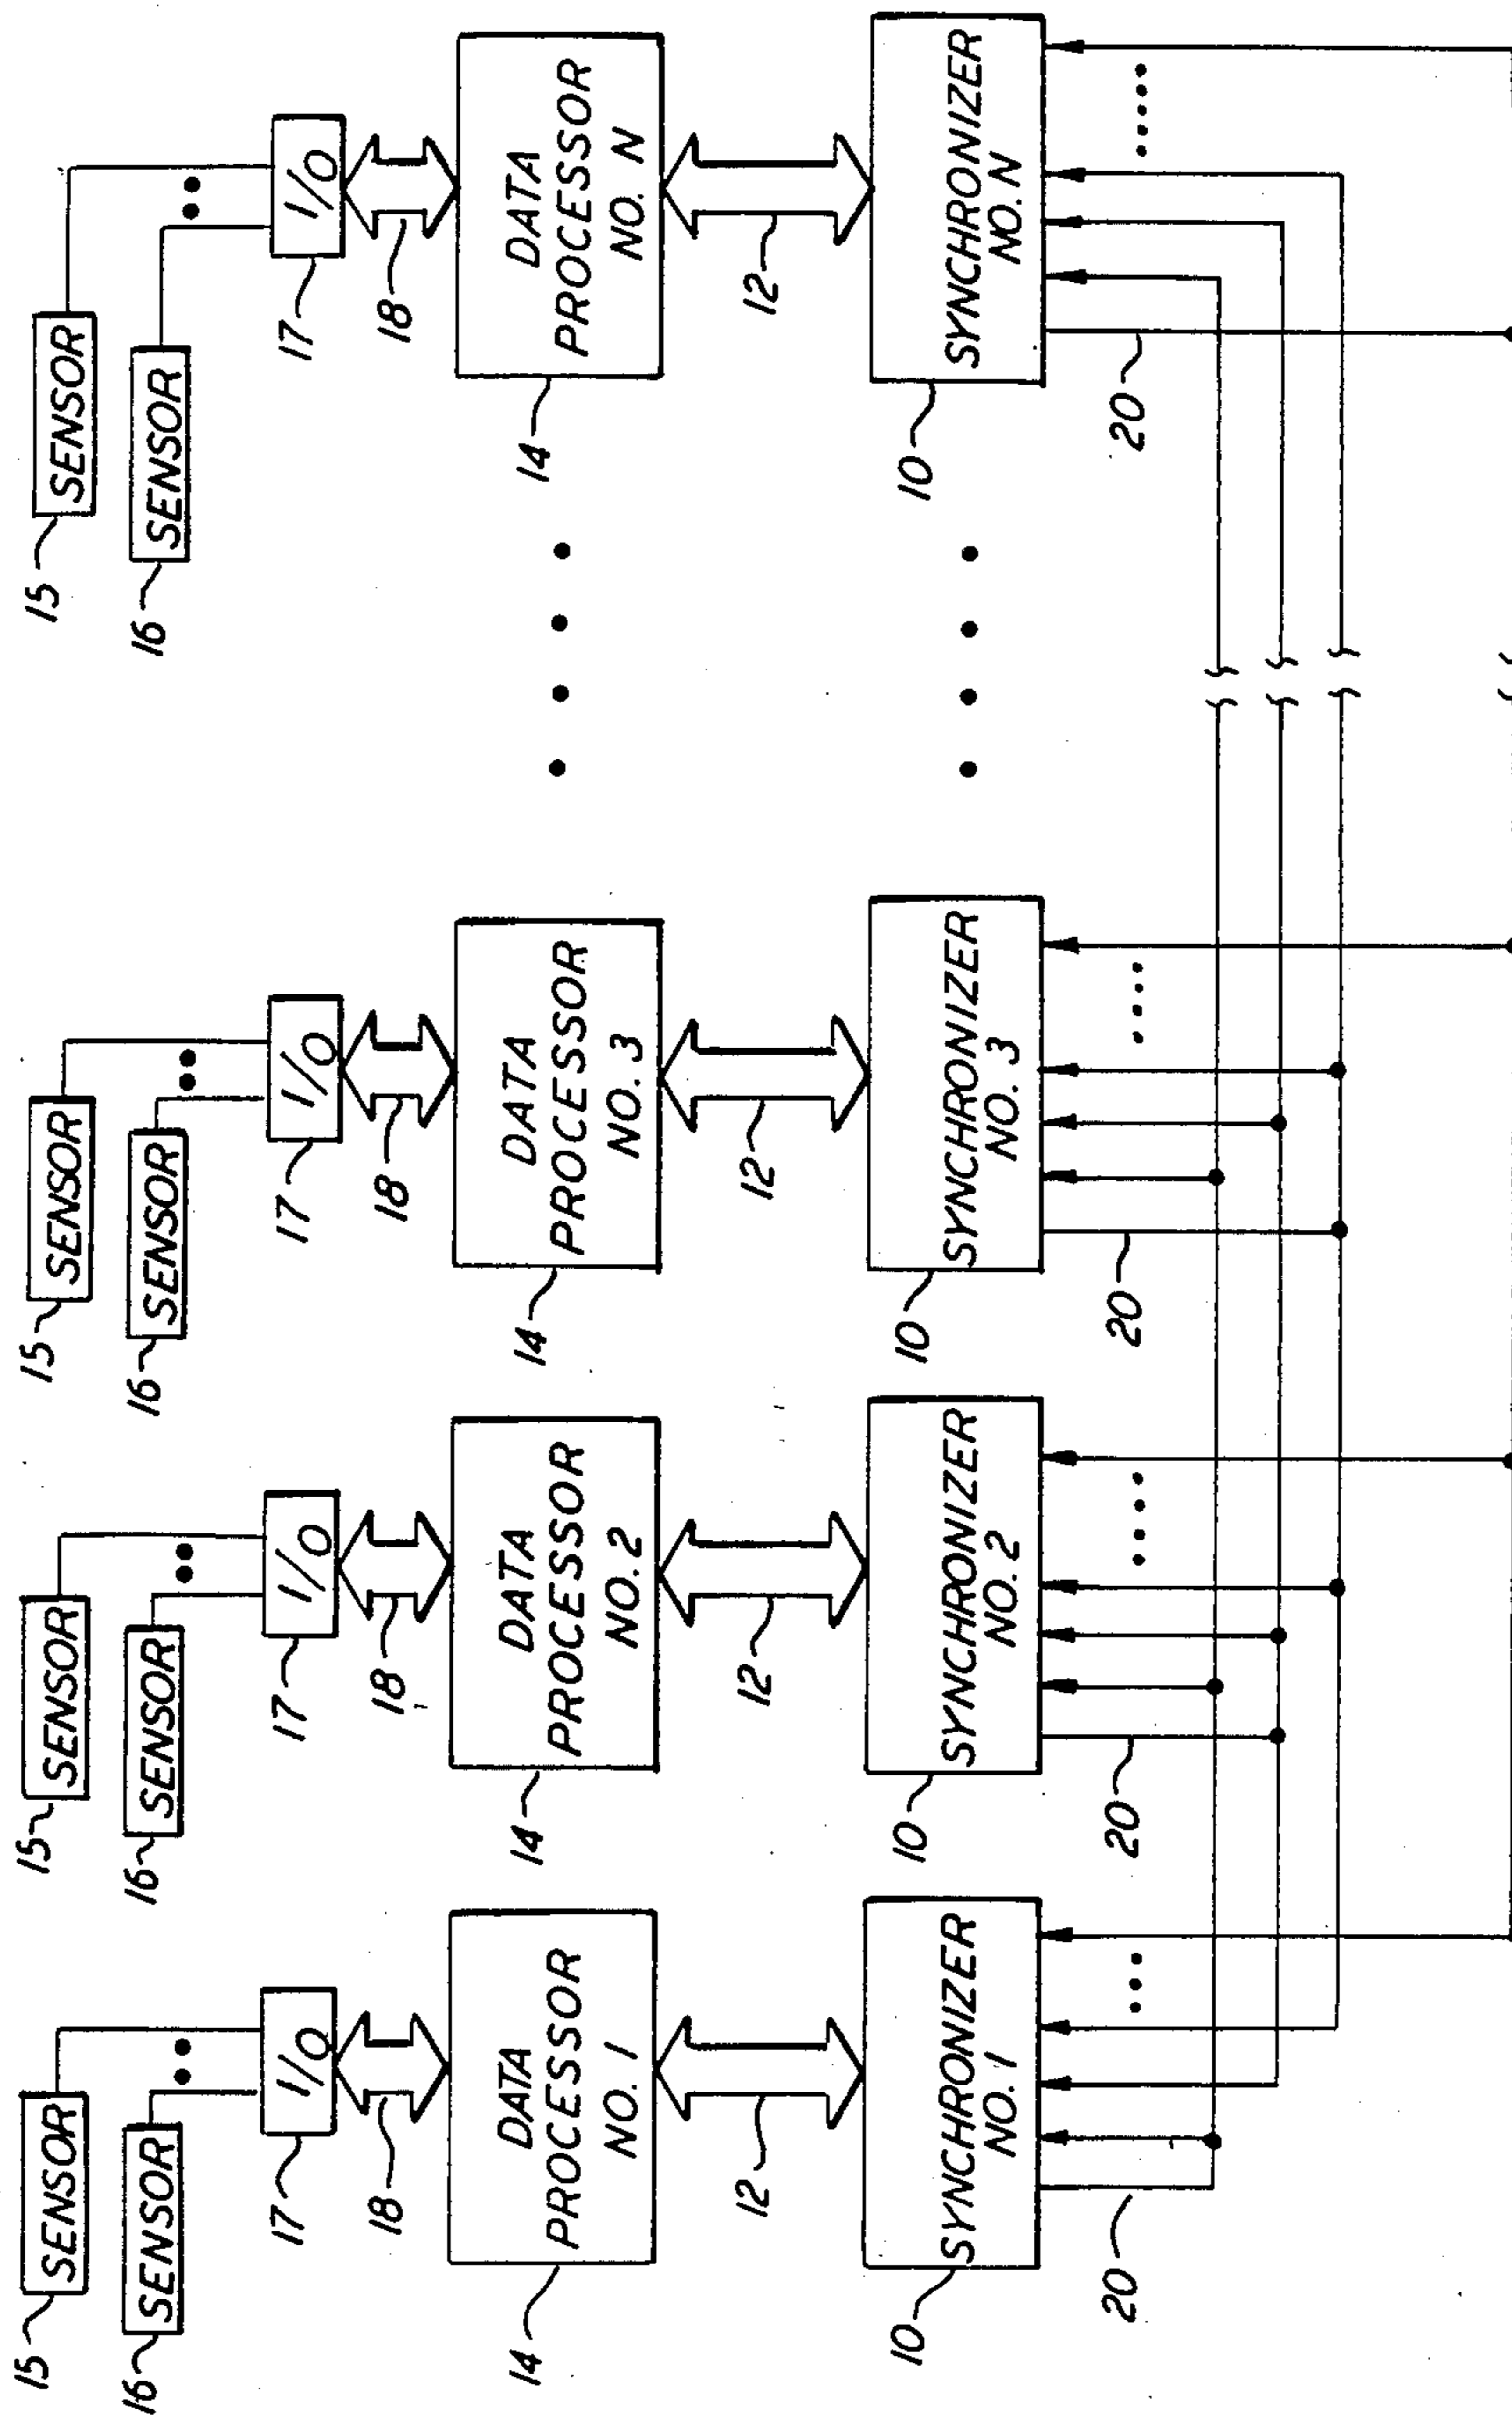 15
SENSOR
16
SENSOR
17
I/O
18
DATA
PROCESSOR
NO. 1
14
12
SYNCHRONIZER
NO. 1
10
20
15
SENSOR
16
SENSOR
17
I/O
18
DATA
PROCESSOR
NO. 2
14
12
SYNCHRONIZER
NO. 2
10
20
15
SENSOR
16
SENSOR
17
I/O
18
DATA
PROCESSOR
NO. 3
14
12
SYNCHRONIZER
NO. 3
10
20
15
SENSOR
16
SENSOR
17
I/O
18
DATA
PROCESSOR
NO. N
14
12
SYNCHRONIZER
NO. N
10
20